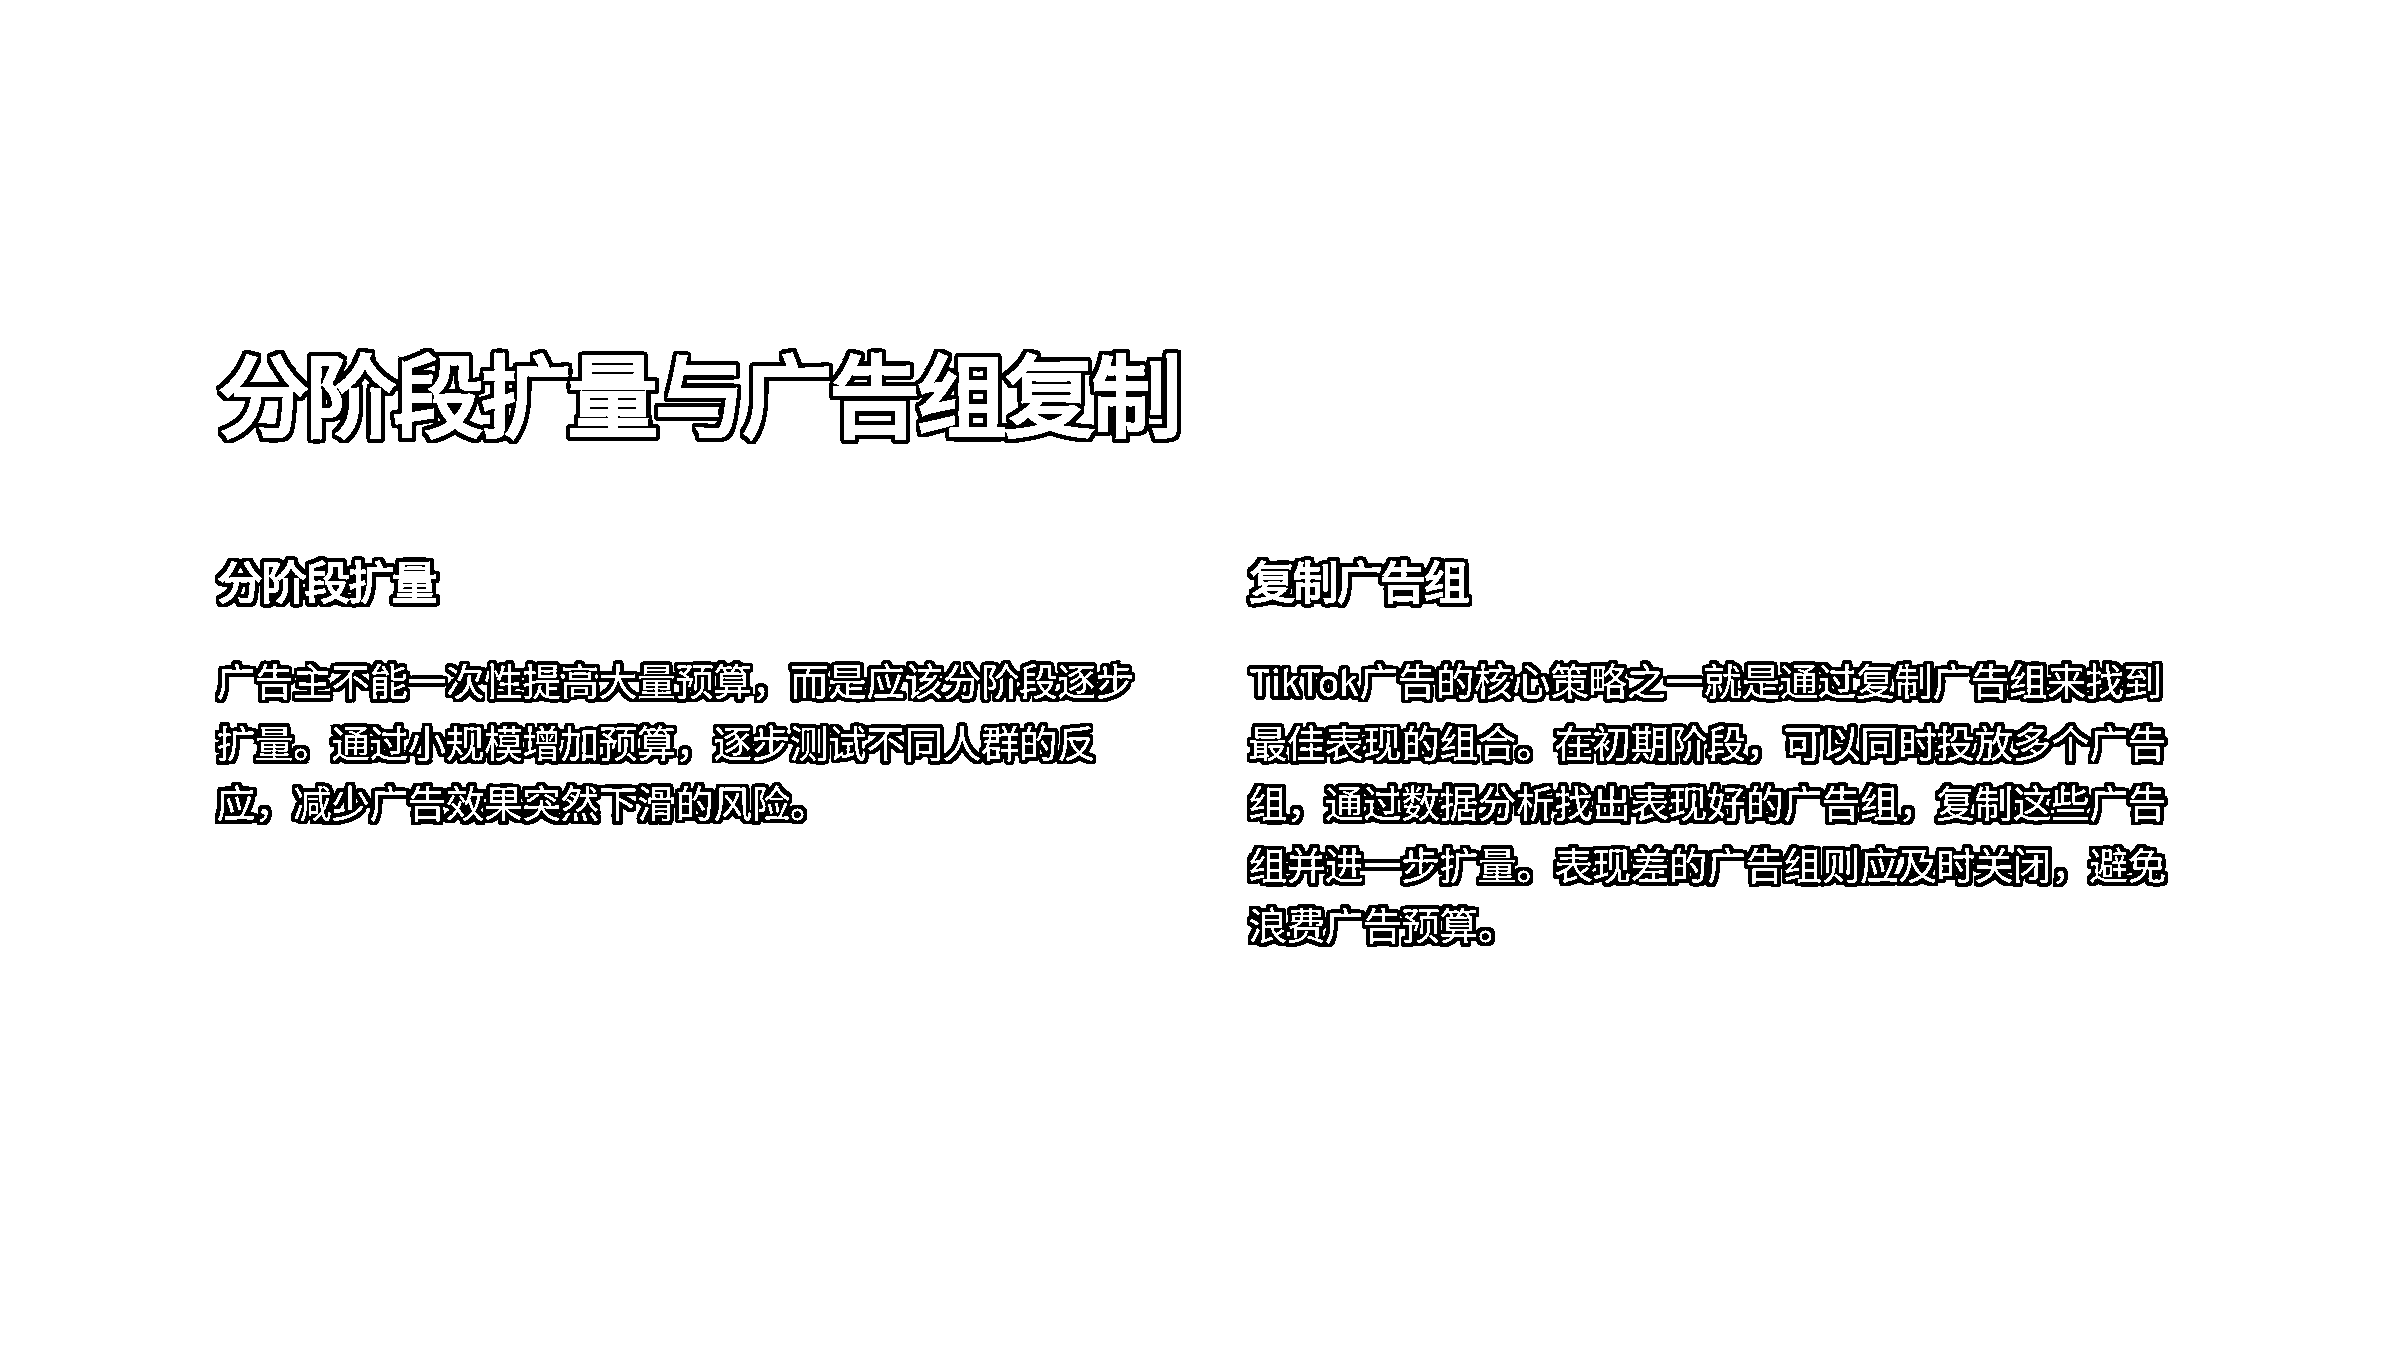 分阶段扩量与广告组复制
分阶段扩量
广告主不能一次性提高大量预算，而是应该分阶段逐步
扩量。通过小规模增加预算，逐步测试不同人群的反
应，减少广告效果突然下滑的风险。
复制广告组
TikTok广告的核心策略之一就是通过复制广告组来找到
最佳表现的组合。在初期阶段，可以同时投放多个广告
组，通过数据分析找出表现好的广告组，复制这些广告
组并进一步扩量。表现差的广告组则应及时关闭，避免
浪费广告预算。